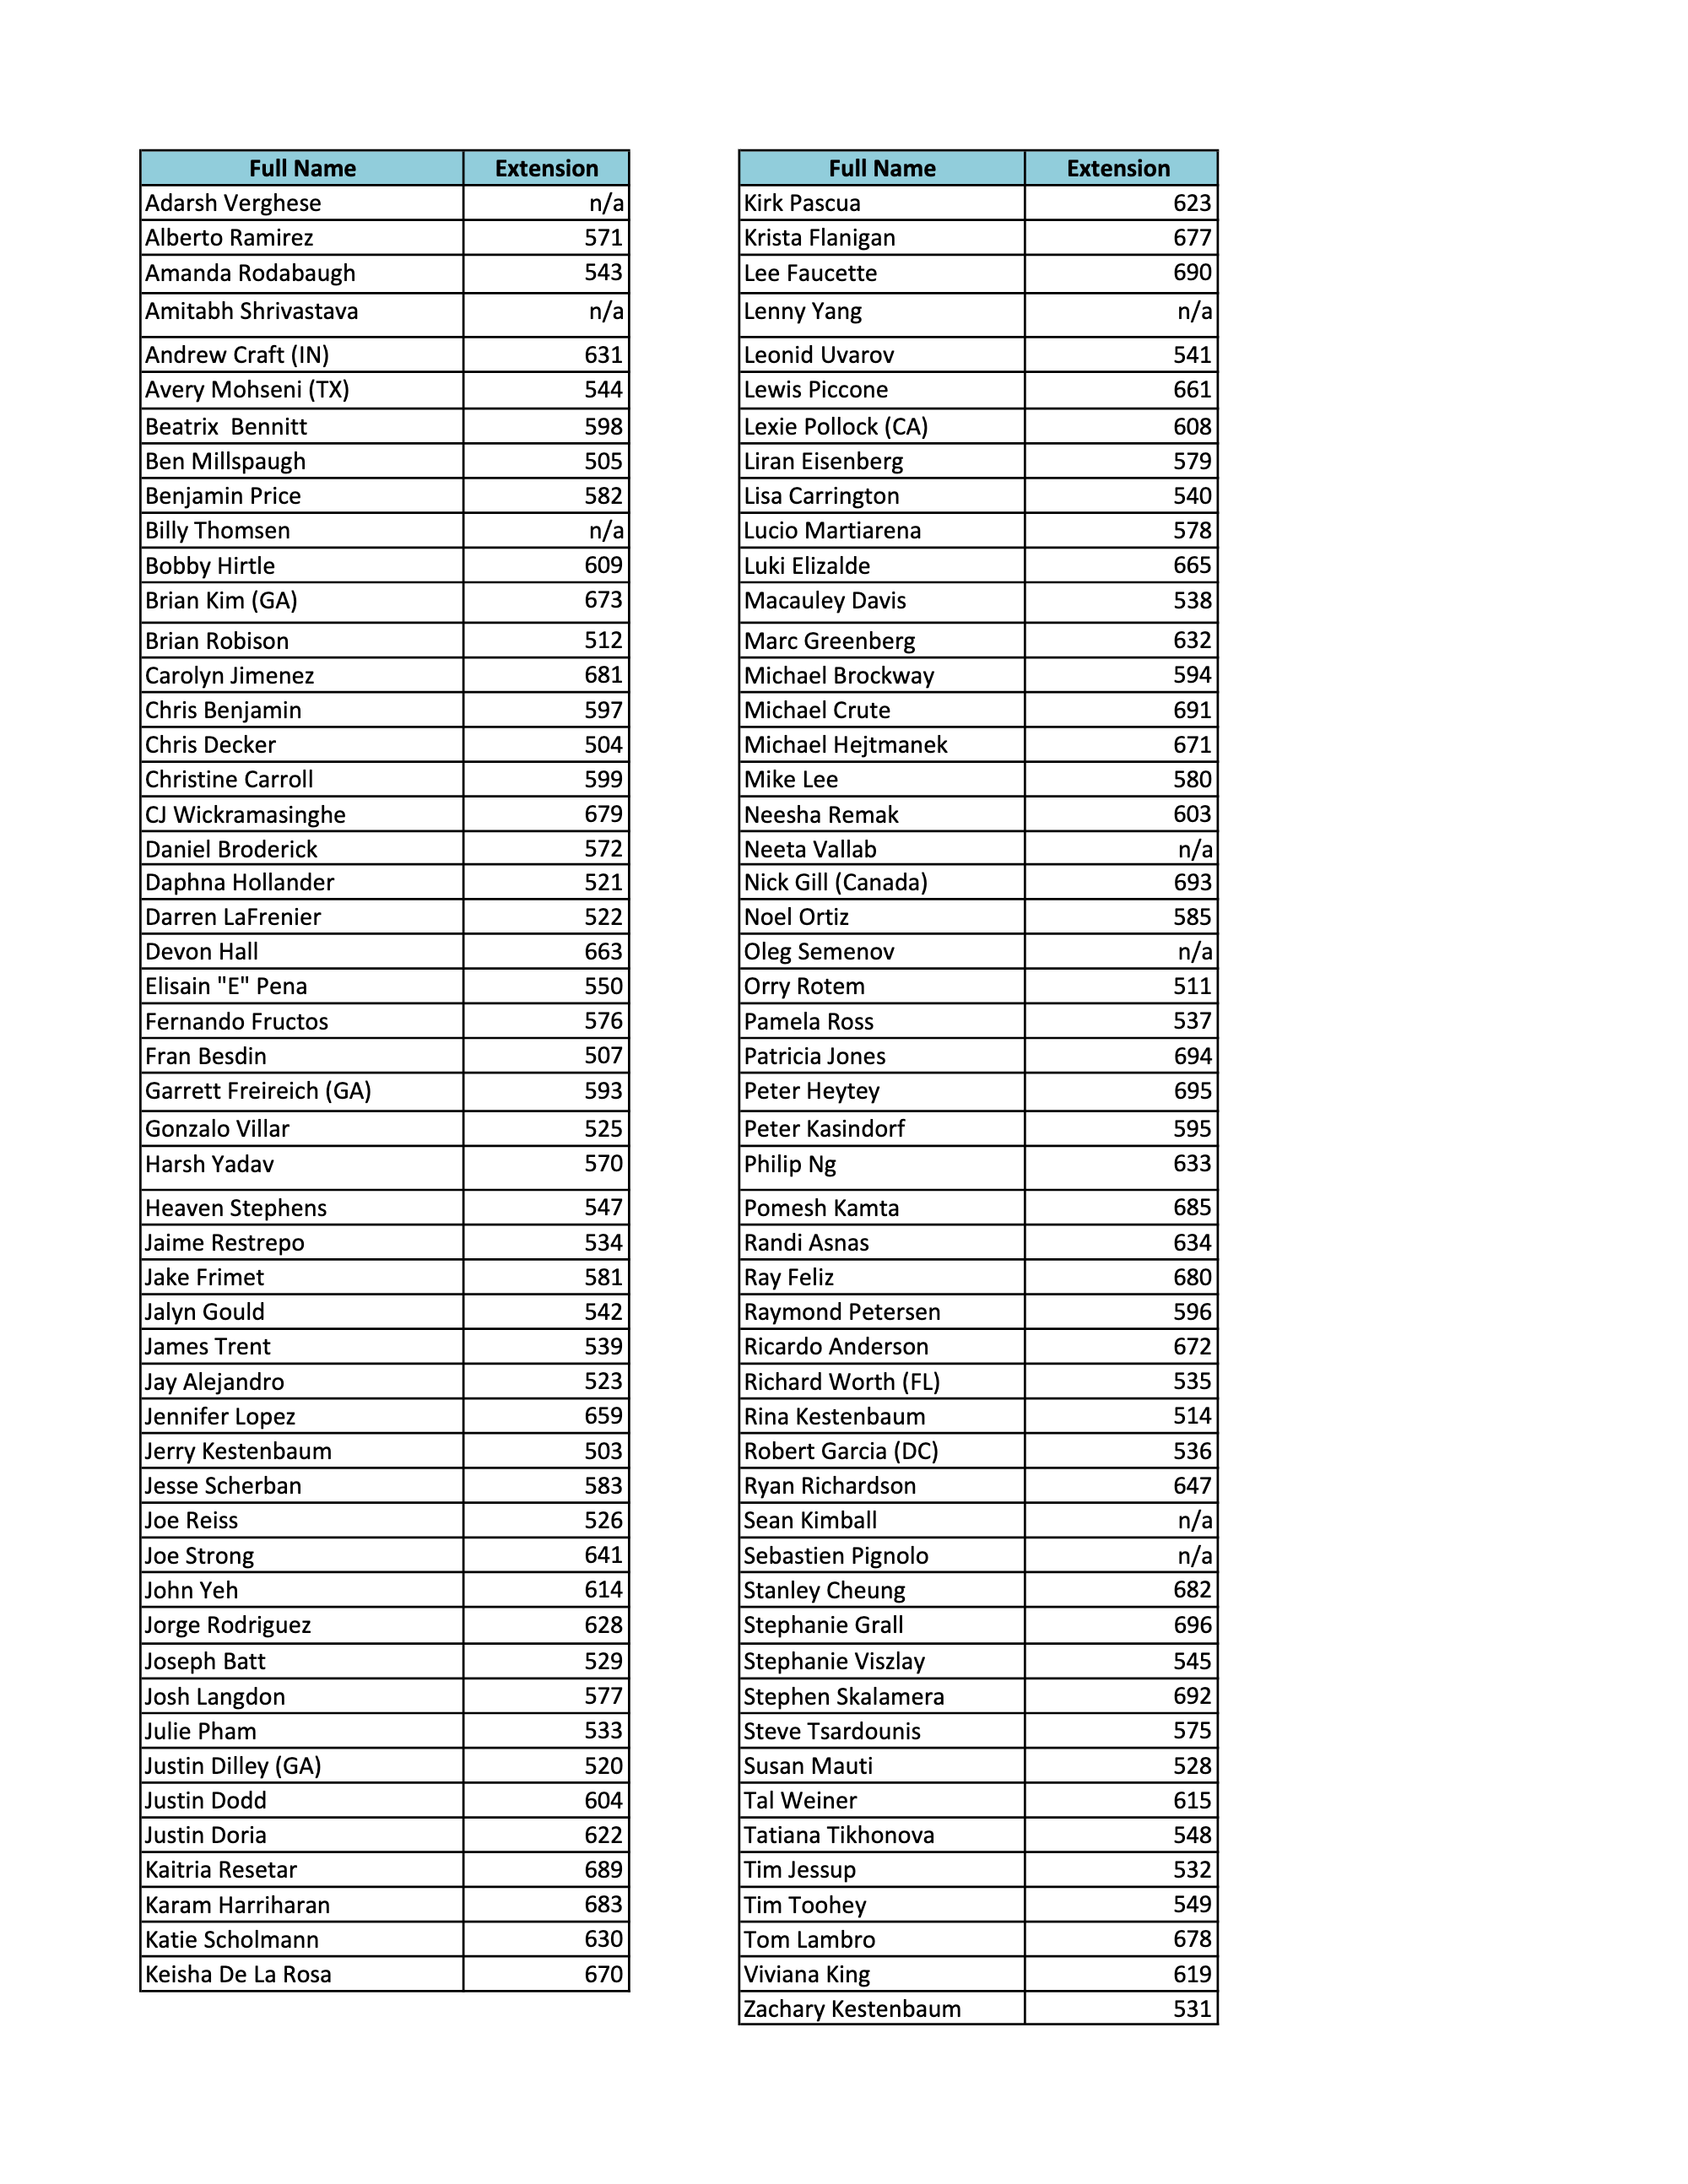 Full Name Extension
Adarsh Verghese n/a
Alberto Ramirez 571
Amanda Rodabaugh 543
Amitabh Shrivastava n/a
Andrew Craft (IN) 631
Avery Mohseni (TX) 544
Beatrix  Bennitt 598
Ben Millspaugh 505
Benjamin Price 582
Billy Thomsen n/a
Bobby Hirtle 609
Brian Kim (GA) 673
Brian Robison 512
Carolyn Jimenez 681
Chris Benjamin 597
Chris Decker 504
Christine Carroll 599
CJ Wickramasinghe 679
Daniel Broderick 572
Daphna Hollander 521
Darren LaFrenier 522
Devon Hall 663
Elisain "E" Pena 550
Fernando Fructos 576
Fran Besdin 507
Garrett Freireich (GA) 593
Gonzalo Villar 525
Harsh Yadav 570
Heaven Stephens 547
Jaime Restrepo 534
Jake Frimet 581
Jalyn Gould 542
James Trent 539
Jay Alejandro 523
Jennifer Lopez 659
Jerry Kestenbaum 503
Jesse Scherban 583
Joe Reiss 526
Joe Strong 641
John Yeh 614
Jorge Rodriguez 628
Joseph Batt 529
Josh Langdon 577
Julie Pham 533
Justin Dilley (GA) 520
Justin Dodd 604
Justin Doria 622
Kaitria Resetar 689
Karam Harriharan 683
Katie Scholmann 630
Keisha De La Rosa 670
Full Name Extension
Kirk Pascua 623
Krista Flanigan 677
Lee Faucette 690
Lenny Yang n/a
Leonid Uvarov 541
Lewis Piccone 661
Lexie Pollock (CA) 608
Liran Eisenberg 579
Lisa Carrington 540
Lucio Martiarena 578
Luki Elizalde 665
Macauley Davis 538
Marc Greenberg 632
Michael Brockway 594
Michael Crute 691
Michael Hejtmanek 671
Mike Lee 580
Neesha Remak 603
Neeta Vallab n/a
Nick Gill (Canada) 693
Noel Ortiz 585
Oleg Semenov n/a
Orry Rotem 511
Pamela Ross 537
Patricia Jones 694
Peter Heytey 695
Peter Kasindorf 595
Philip Ng 633
Pomesh Kamta 685
Randi Asnas 634
Ray Feliz 680
Raymond Petersen 596
Ricardo Anderson 672
Richard Worth (FL) 535
Rina Kestenbaum 514
Robert Garcia (DC) 536
Ryan Richardson 647
Sean Kimball n/a
Sebastien Pignolo n/a
Stanley Cheung 682
Stephanie Grall 696
Stephanie Viszlay 545
Stephen Skalamera 692
Steve Tsardounis 575
Susan Mauti 528
Tal Weiner 615
Tatiana Tikhonova 548
Tim Jessup 532
Tim Toohey 549
Tom Lambro 678
Viviana King 619
Zachary Kestenbaum 531